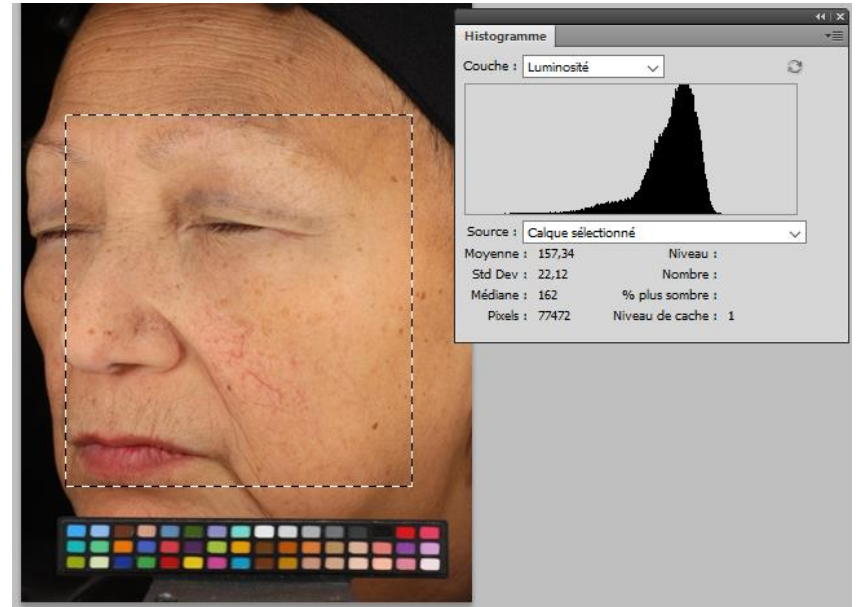 Histogramme
Couche : Luminosité
Source : Calque sélectionné
Moyenne : 157,34 Niveau :
Std Dev : 22,12 Nombre :
Médiane : 162 % plus sombre :
Pixels : 77472 Niveau de cache : 1